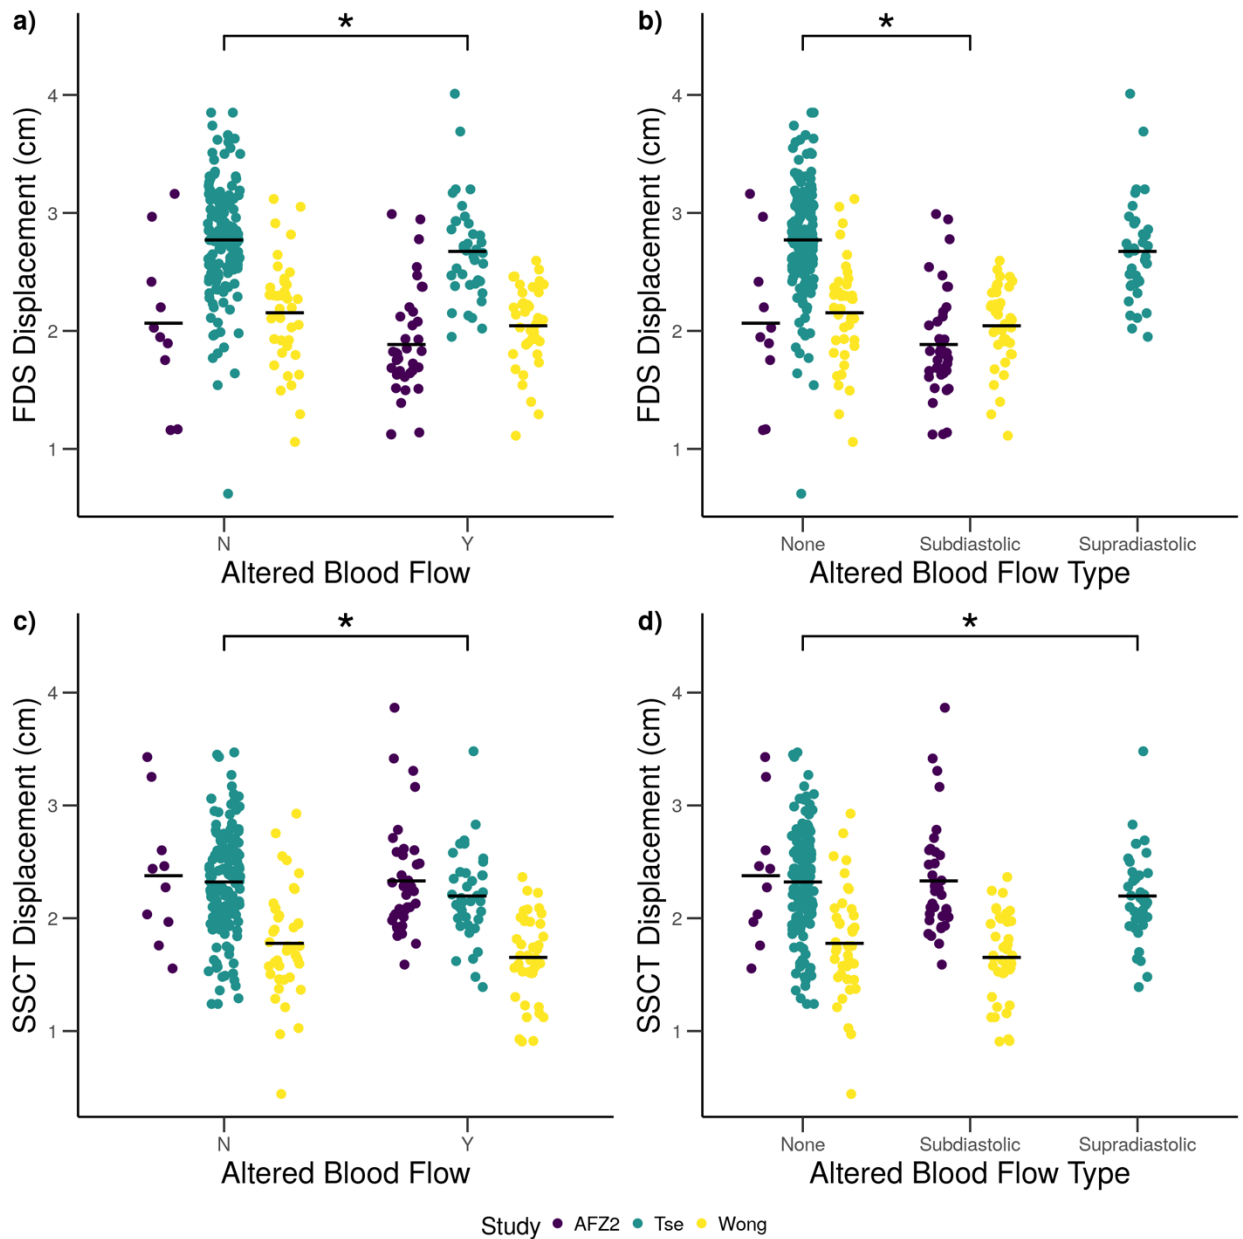 a)
*
FDS Displacement (cm)
4
3
2
1
N
Y
Altered Blood Flow
b)
*
FDS Displacement (cm)
4
3
2
1
None
Subdiastolic
Supradiastolic
Altered Blood Flow Type
c)
*
SSCT Displacement (cm)
4
3
2
1
N
Y
Altered Blood Flow
d)
*
SSCT Displacement (cm)
4
3
2
1
None
Subdiastolic
Supradiastolic
Altered Blood Flow Type
Study AFZ2 Tse Wong